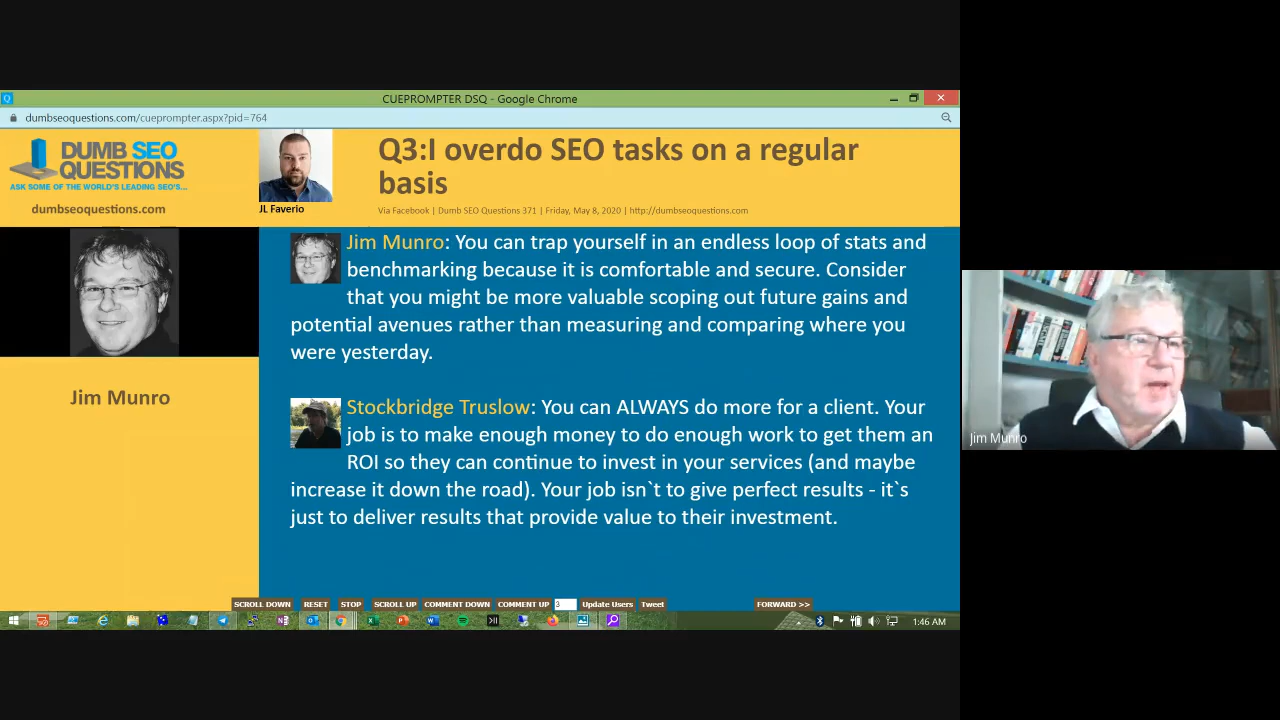 CUEPROMPTER DSQ - Google Chrome
dumbseoquestions.com/cueprompter.aspx?pid=764
DUMB SEO
QUESTIONS
ASK SOME OF THE WORLD'S LEADING SEO'S...
dumbseoquestions.com
JL Faverio
Q3:I overdo SEO tasks on a regular
basis
Via Facebook | Dumb SEO Questions 371 | Friday, May 8, 2020 | http://dumbseoquestions.com
Jim Munro
Jim Munro: You can trap yourself in an endless loop of stats and
benchmarking because it is comfortable and secure. Consider
that you might be more valuable scoping out future gains and
potential avenues rather than measuring and comparing where you
were yesterday.
Stockbridge Truslow: You can ALWAYS do more for a client. Your
job is to make enough money to do enough work to get them an
ROI so they can continue to invest in your services (and maybe
increase it down the road). Your job isn`t to give perfect results - it`s
just to deliver results that provide value to their investment.
SCROLL DOWN RESET STOP SCROLL UP COMMENT DOWN COMMENT UP 3 Update Users Tweet FORWARD >>
1:46 AM
Jim Munro